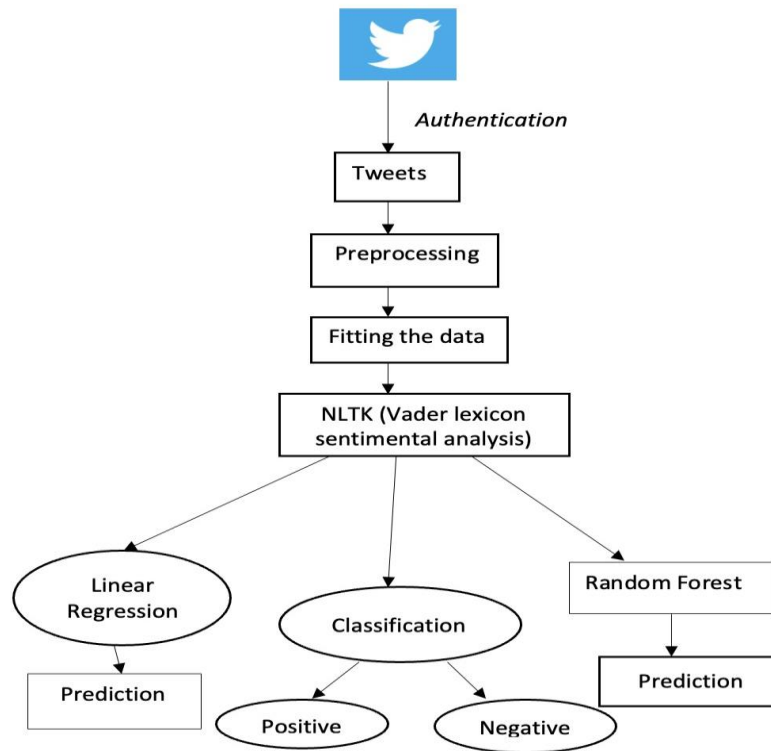 Authentication
Tweets
Preprocessing
Fitting the data
NLTK (Vader lexicon
sentimental analysis)
Linear
Regression
Classification
Random Forest
Prediction
Positive
Negative
Prediction